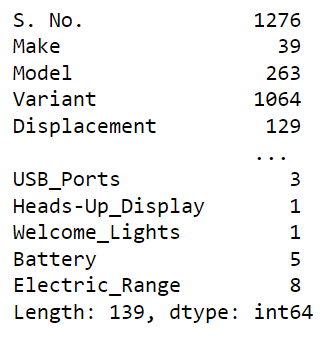 S. No. 1276
Make 39
Model 263
Variant 1064
Displacement 129
...
USB_Ports 3
Heads-Up_Display 1
Welcome_Lights 1
Battery 5
Electric_Range 8
Length: 139, dtype: int64